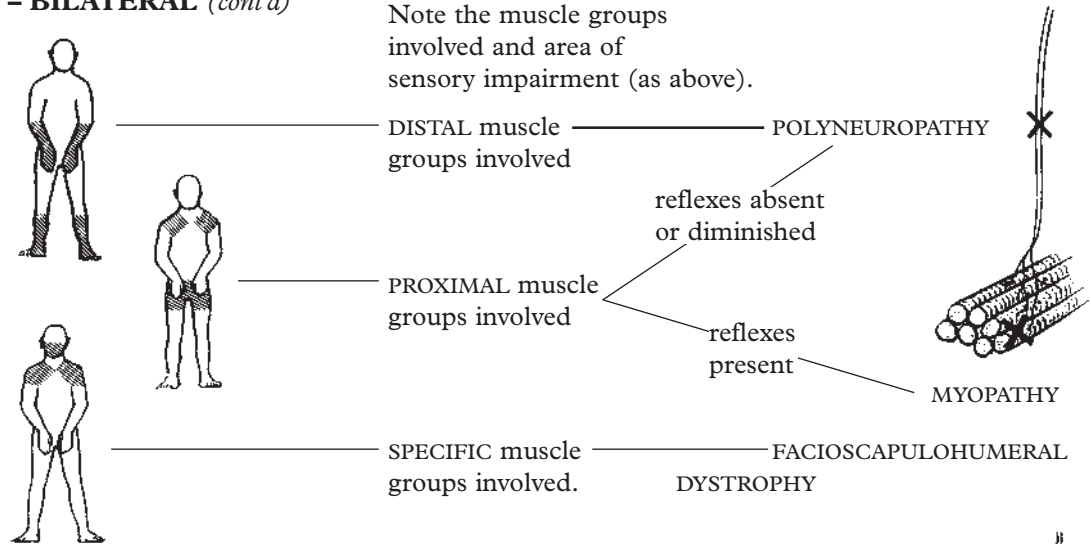 – BILATERAL (cont'd)
Note the muscle groups
involved and area of
sensory impairment (as above).
DISTAL muscle
groups involved
POLYNEUROPATHY
reflexes absent
or diminished
PROXIMAL muscle
groups involved
reflexes
present
MYOPATHY
SPECIFIC muscle
groups involved.
FACIOSCAPULOHUMERAL
DYSTROPHY